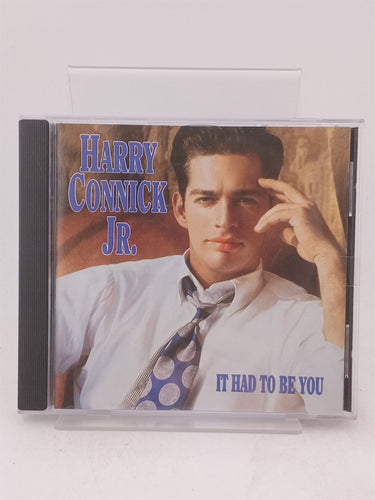 HARRY
CONNICK
JR.
IT HAD TO BE YOU